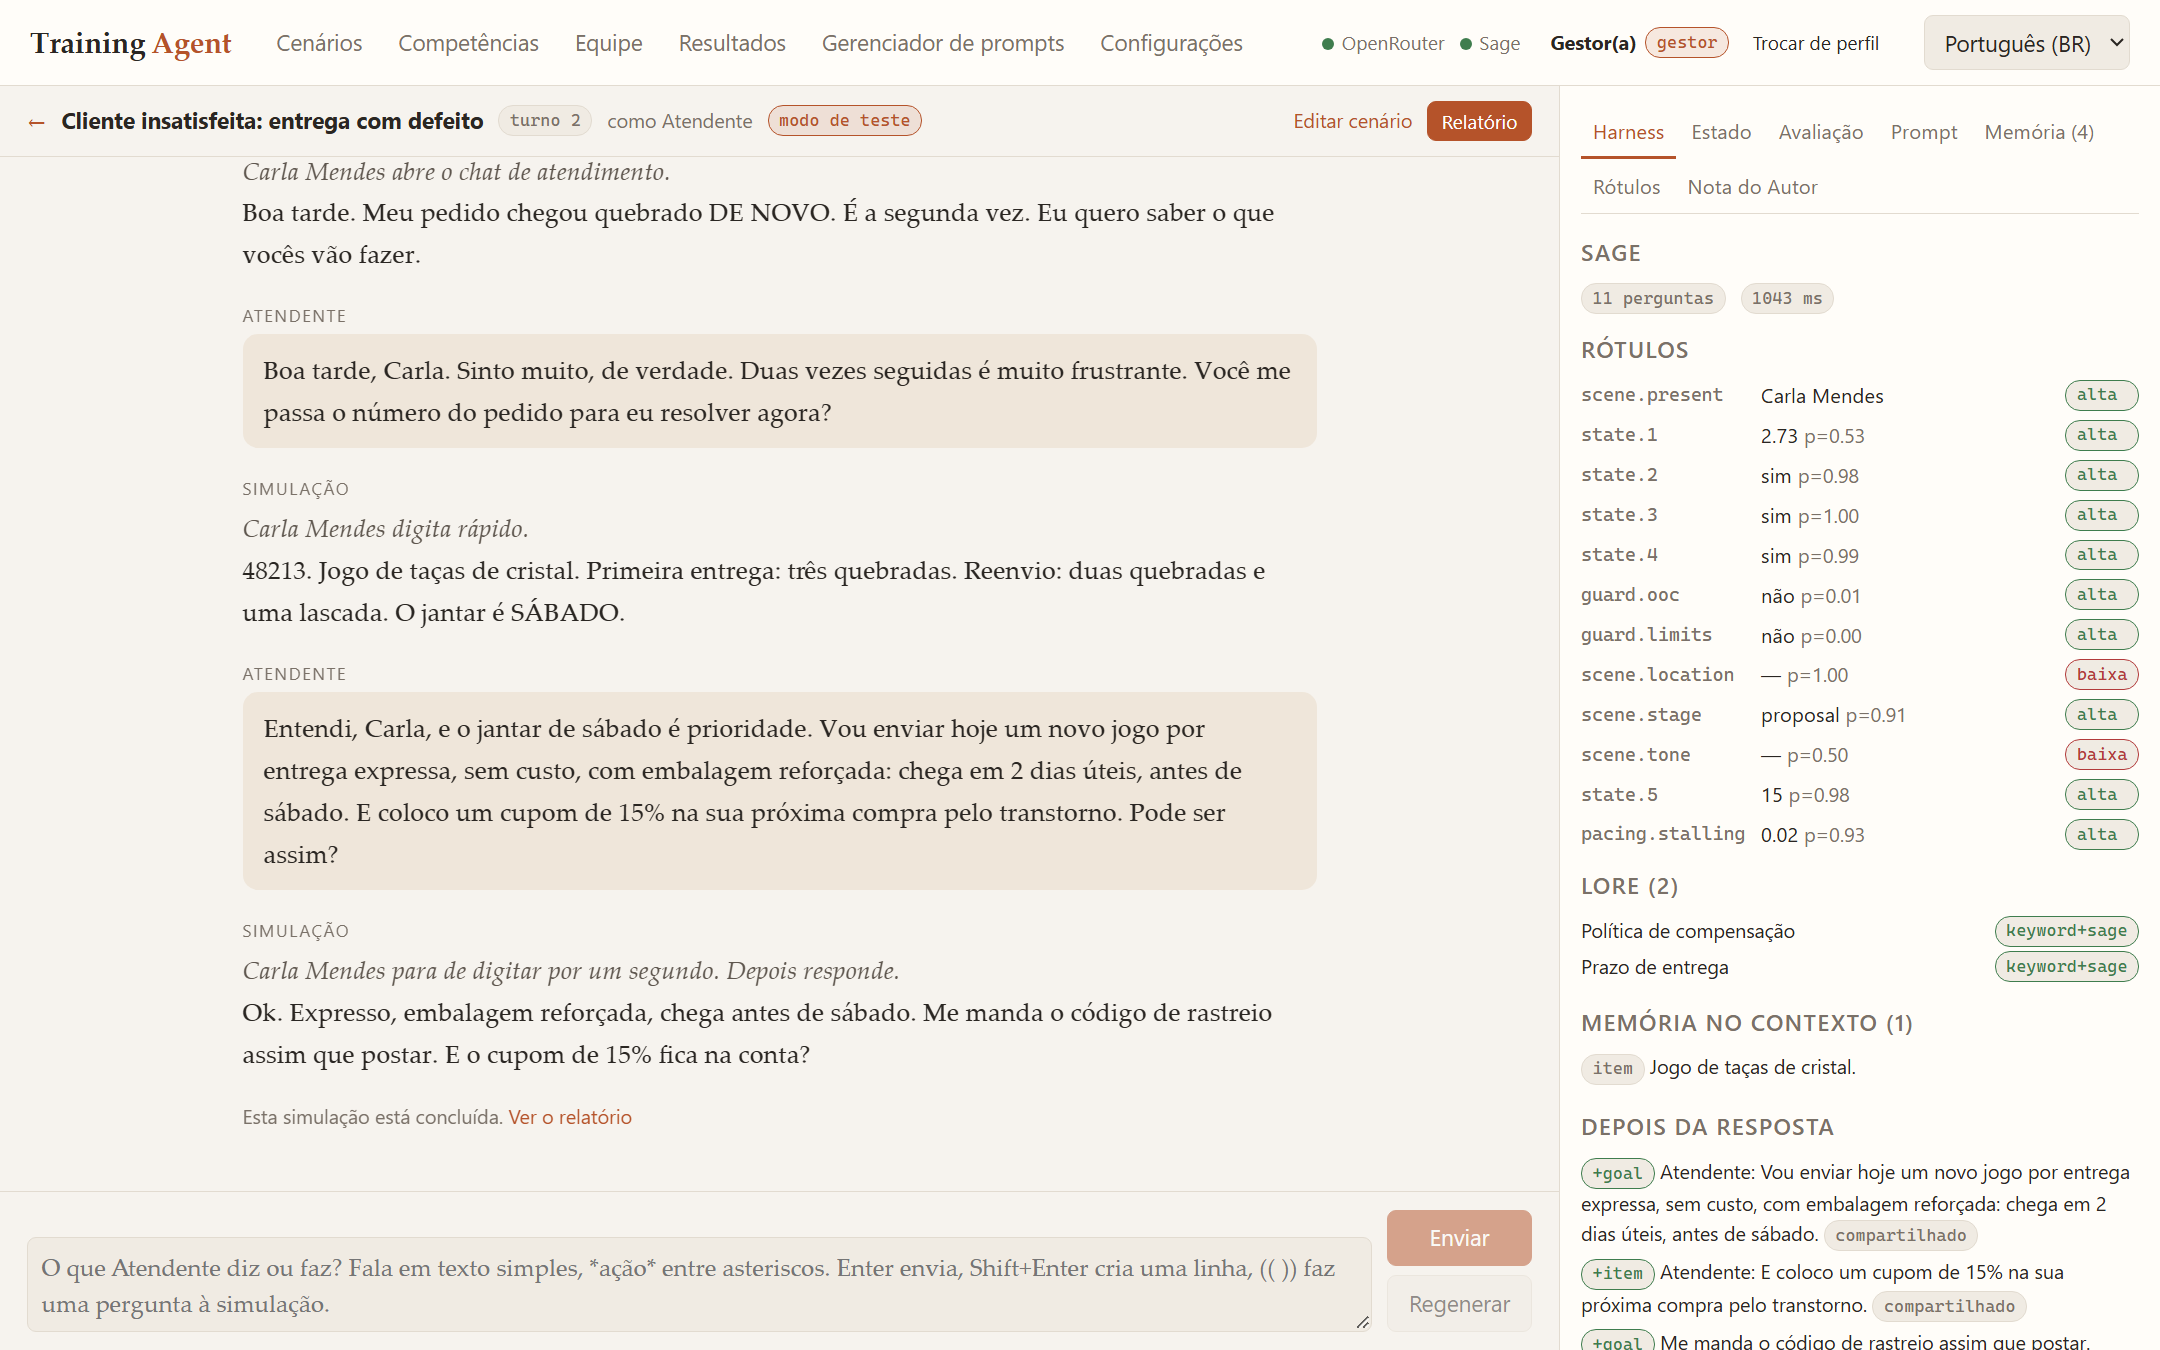 Training Agent
Cenários
Competências
Equipe
Resultados
Gerenciador de prompts
Configurações
OpenRouter
Sage
Gestor(a)
gestor
Trocar de perfil
Português (BR)
← Cliente insatisfeita: entrega com defeito
turno 2
como Atendente
modo de teste
Editar cenário
Relatório
Carla Mendes abre o chat de atendimento.
Boa tarde. Meu pedido chegou quebrado DE NOVO. É a segunda vez. Eu quero saber o que
vocês vão fazer.
ATENDENTE
Boa tarde, Carla. Sinto muito, de verdade. Duas vezes seguidas é muito frustrante. Você me
passa o número do pedido para eu resolver agora?
SIMULAÇÃO
Carla Mendes digita rápido.
48213. Jogo de taças de cristal. Primeira entrega: três quebradas. Reenvio: duas quebradas e
uma lascada. O jantar é SÁBADO.
ATENDENTE
Entendi, Carla, e o jantar de sábado é prioridade. Vou enviar hoje um novo jogo por
entrega expressa, sem custo, com embalagem reforçada: chega em 2 dias úteis, antes de
sábado. E coloco um cupom de 15% na sua próxima compra pelo transtorno. Pode ser
assim?
SIMULAÇÃO
Carla Mendes para de digitar por um segundo. Depois responde.
Ok. Expresso, embalagem reforçada, chega antes de sábado. Me manda o código de rastreio
assim que postar. E o cupom de 15% fica na conta?
Esta simulação está concluída. Ver o relatório
O que Atendente diz ou faz? Fala em texto simples, *ação* entre asteriscos. Enter envia, Shift+Enter cria uma linha, (( )) faz
uma pergunta à simulação.
Enviar
Regenerar
Harness
Estado
Avaliação
Prompt
Memória (4)
Rótulos
Nota do Autor
SAGE
11 perguntas
1043 ms
RÓTULOS
scene.present Carla Mendes alta
state.1 2.73 p=0.53 alta
state.2 sim p=0.98 alta
state.3 sim p=1.00 alta
state.4 sim p=0.99 alta
guard.ooc não p=0.01 alta
guard.limits não p=0.00 alta
scene.location — p=1.00 baixa
scene.stage proposal p=0.91 alta
scene.tone — p=0.50 baixa
state.5 15 p=0.98 alta
pacing.stalling 0.02 p=0.93 alta
LORE (2)
Política de compensação keyword+sage
Prazo de entrega keyword+sage
MEMÓRIA NO CONTEXTO (1)
item Jogo de taças de cristal.
DEPOIS DA RESPOSTA
+goal Atendente: Vou enviar hoje um novo jogo por entrega
expressa, sem custo, com embalagem reforçada: chega em 2
dias úteis, antes de sábado. compartilhado
+item Atendente: E coloco um cupom de 15% na sua
próxima compra pelo transtorno. compartilhado
+goal Me manda o código de rastreio assim que postar.